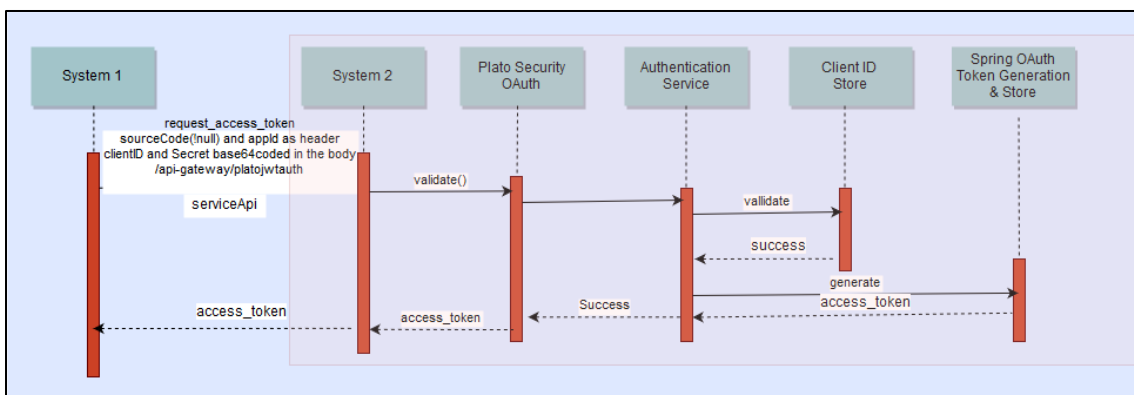 System 1
System 2
Plato Security
OAuth
Authentication
Service
Client ID
Store
Spring OAuth
Token Generation
& Store
request_access_token
sourceCode(!null) and appId as header
clientID and Secret base64coded in the body
/api-gateway/platojwtauth
serviceApi
validate()
vallidate
success
generate
access_token
Success
access_token
access_token